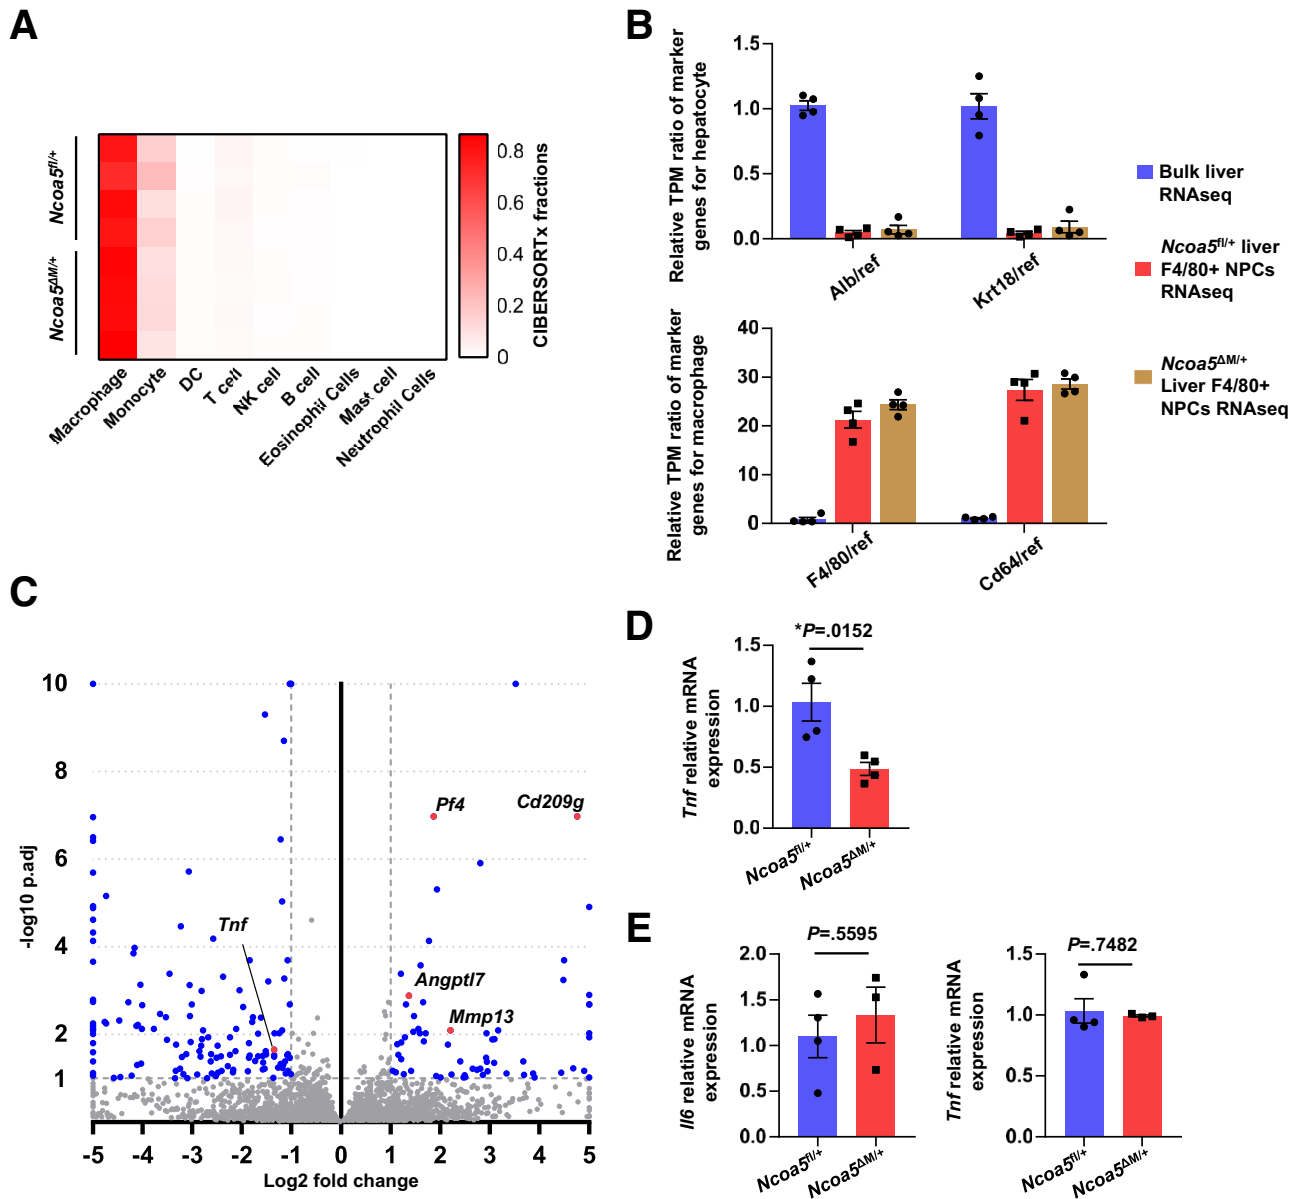 A
Ncoa5fl/+
Ncoa5ΔM/+
Macrophage
Monocyte
DC
T cell
NK cell
B cell
Eosinophil Cells
Mast cell
Neutrophil Cells
0.8
0.6
0.4
0.2
0
CIBERSORTx fractions
B
Relative TPM ratio of marker
genes for hepatocyte
1.5
1.0
0.5
0.0
Alb/ref
Krt18/ref
Relative TPM ratio of marker
genes for macrophage
40
30
20
10
0
F4/80/ref
Cd64/ref
Bulk liver
RNAseq
Ncoa5fl/+ liver
F4/80+ NPCs
RNAseq
Ncoa5ΔM/+
Liver F4/80+
NPCs RNAseq
C
-log10 p.adj
10
8
6
4
2
1
Pf4
Cd209g
Tnf
Angptl7
Mmp13
-5 -4 -3 -2 -1 0 1 2 3 4 5
Log2 fold change
D
*P=.0152
Tnf relative mRNA
expression
1.5
1.0
0.5
0.0
Ncoa5fl/+
Ncoa5ΔM/+
E
P=.5595
Il6 relative mRNA
expression
2.0
1.5
1.0
0.5
0.0
Ncoa5fl/+
Ncoa5ΔM/+
P=.7482
Tnf relative mRNA
expression
1.5
1.0
0.5
0.0
Ncoa5fl/+
Ncoa5ΔM/+